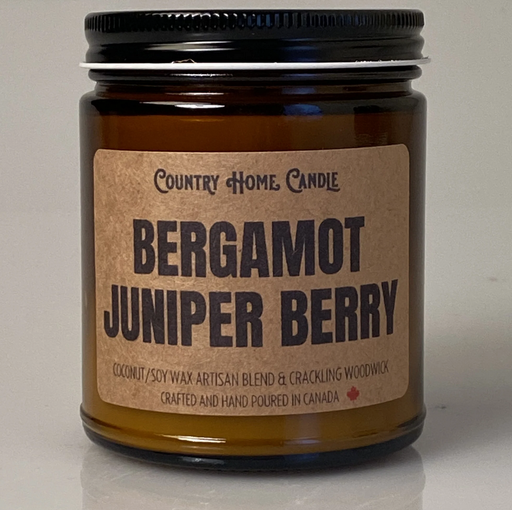 Country Home Candle
BERGAMOT
JUNIPER BERRY
COCONUT/SOY WAX ARTISAN BLEND & CRACKLING WOODWICK
CRAFTED AND HAND POURED IN CANADA